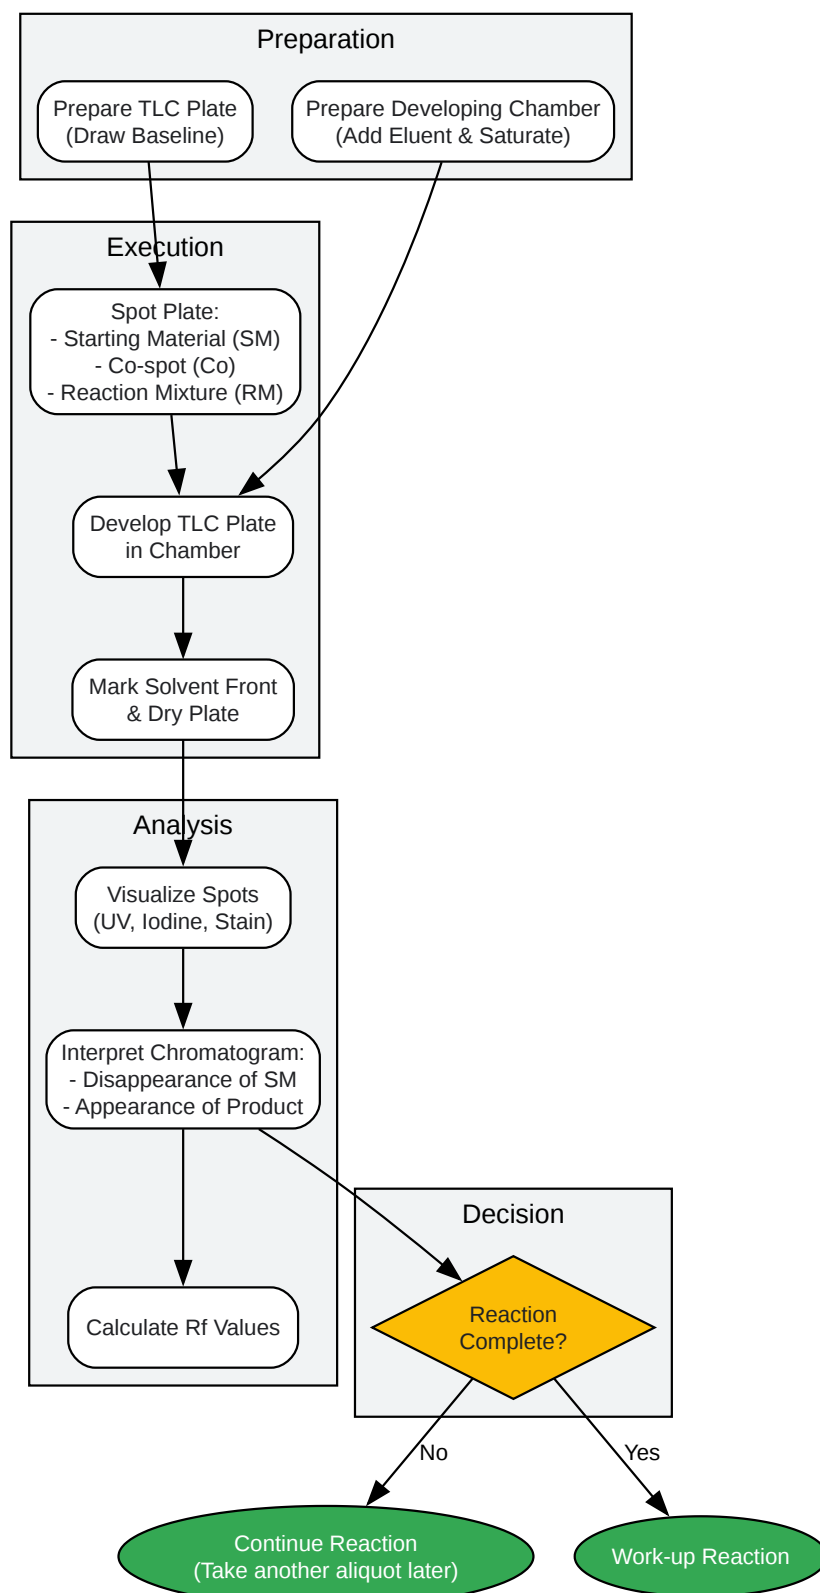 Preparation
Prepare TLC Plate
(Draw Baseline)
Prepare Developing Chamber
(Add Eluent & Saturate)
Execution
Spot Plate:
- Starting Material (SM)
- Co-spot (Co)
- Reaction Mixture (RM)
Develop TLC Plate
in Chamber
Mark Solvent Front
& Dry Plate
Analysis
Visualize Spots
(UV, Iodine, Stain)
Interpret Chromatogram:
- Disappearance of SM
- Appearance of Product
Calculate Rf Values
Decision
Reaction
Complete?
No
Yes
Continue Reaction
(Take another aliquot later)
Work-up Reaction